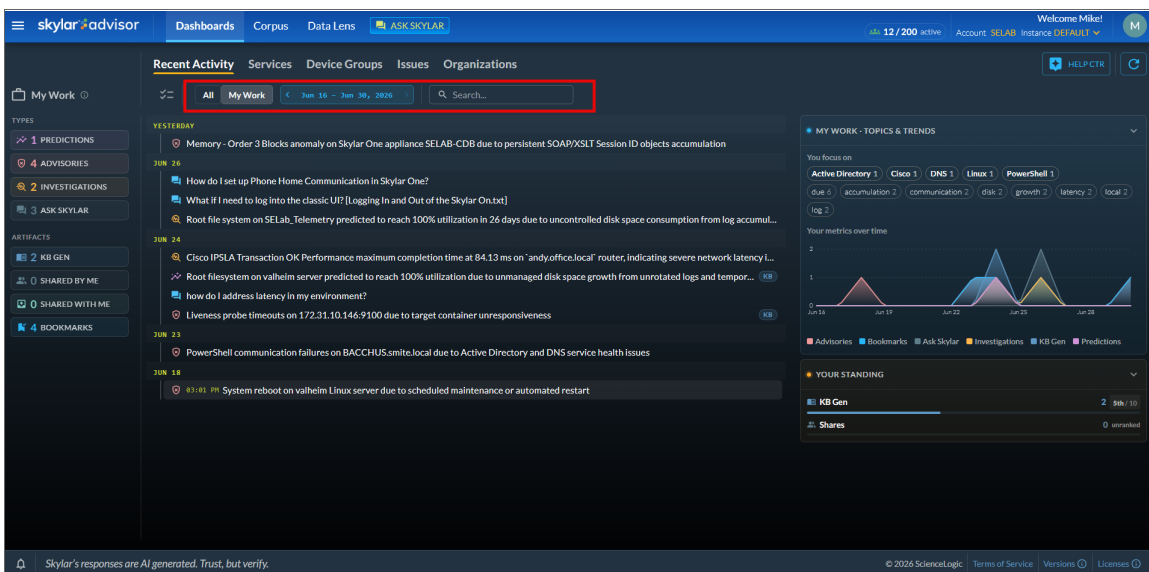 skylar advisor
Dashboards
Corpus
Data Lens
ASK SKYLAR
12 / 200 active
Welcome Mike!
Account SELAB Instance DEFAULT
M
Recent Activity
Services
Device Groups
Issues
Organizations
HELP CTR
My Work
All
My Work
Jun 16 – Jun 30, 2026
Search...
TYPES
1 PREDICTIONS
4 ADVISORIES
2 INVESTIGATIONS
3 ASK SKYLAR
ARTIFACTS
2 KB GEN
0 SHARED BY ME
0 SHARED WITH ME
4 BOOKMARKS
YESTERDAY
Memory - Order 3 Blocks anomaly on Skylar One appliance SELAB-CDB due to persistent SOAP/XSLT Session ID objects accumulation
JUN 26
How do I set up Phone Home Communication in Skylar One?
What if I need to log into the classic UI? [Logging In and Out of the Skylar On.txt]
Root file system on SELab_Telemetry predicted to reach 100% utilization in 26 days due to uncontrolled disk space consumption from log accumul...
JUN 24
Cisco IPSLA Transaction OK Performance maximum completion time at 84.13 ms on `andy.office.local` router, indicating severe network latency i...
Root filesystem on valheim server predicted to reach 100% utilization due to unmanaged disk space growth from unrotated logs and tempor... KB
how do I address latency in my environment?
Liveness probe timeouts on 172.31.10.146:9100 due to target container unresponsiveness KB
JUN 23
PowerShell communication failures on BACCHUS.smite.local due to Active Directory and DNS service health issues
JUN 18
03:01 PM System reboot on valheim Linux server due to scheduled maintenance or automated restart
MY WORK · TOPICS & TRENDS
You focus on
Active Directory 1 Cisco 1 DNS 1 Linux 1 PowerShell 1
due 6 accumulation 2 communication 2 disk 2 growth 2 latency 2 local 2
log 2
Your metrics over time
2
1
0
Jun 16 Jun 19 Jun 22 Jun 25 Jun 28
Advisories Bookmarks Ask Skylar Investigations KB Gen Predictions
YOUR STANDING
KB Gen 2 5th / 10
Shares 0 unranked
Skylar's responses are AI generated. Trust, but verify.
© 2026 ScienceLogic Terms of Service Versions Licenses